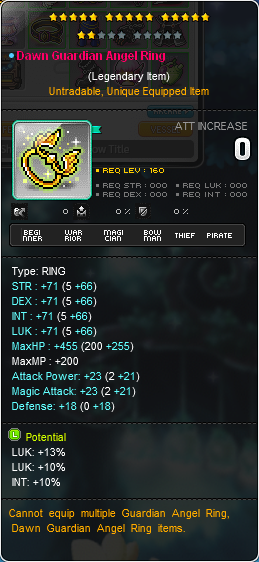 Dawn Guardian Angel Ring
(Legendary Item)
Untradable, Unique Equipped Item
ATT INCREASE
0
REQ LEV : 160
REQ STR : 000 REQ LUK : 000
REQ DEX : 000 REQ INT : 000
0 0 % 0 %
BEGINNER WARRIOR MAGICIAN BOWMAN THIEF PIRATE
Type: RING
STR : +71 (5 +66)
DEX : +71 (5 +66)
INT : +71 (5 +66)
LUK : +71 (5 +66)
MaxHP : +455 (200 +255)
MaxMP : +200
Attack Power: +23 (2 +21)
Magic Attack: +23 (2 +21)
Defense: +18 (0 +18)
L Potential
LUK: +13%
LUK: +10%
INT: +10%
Cannot equip multiple Guardian Angel Ring,
Dawn Guardian Angel Ring items.